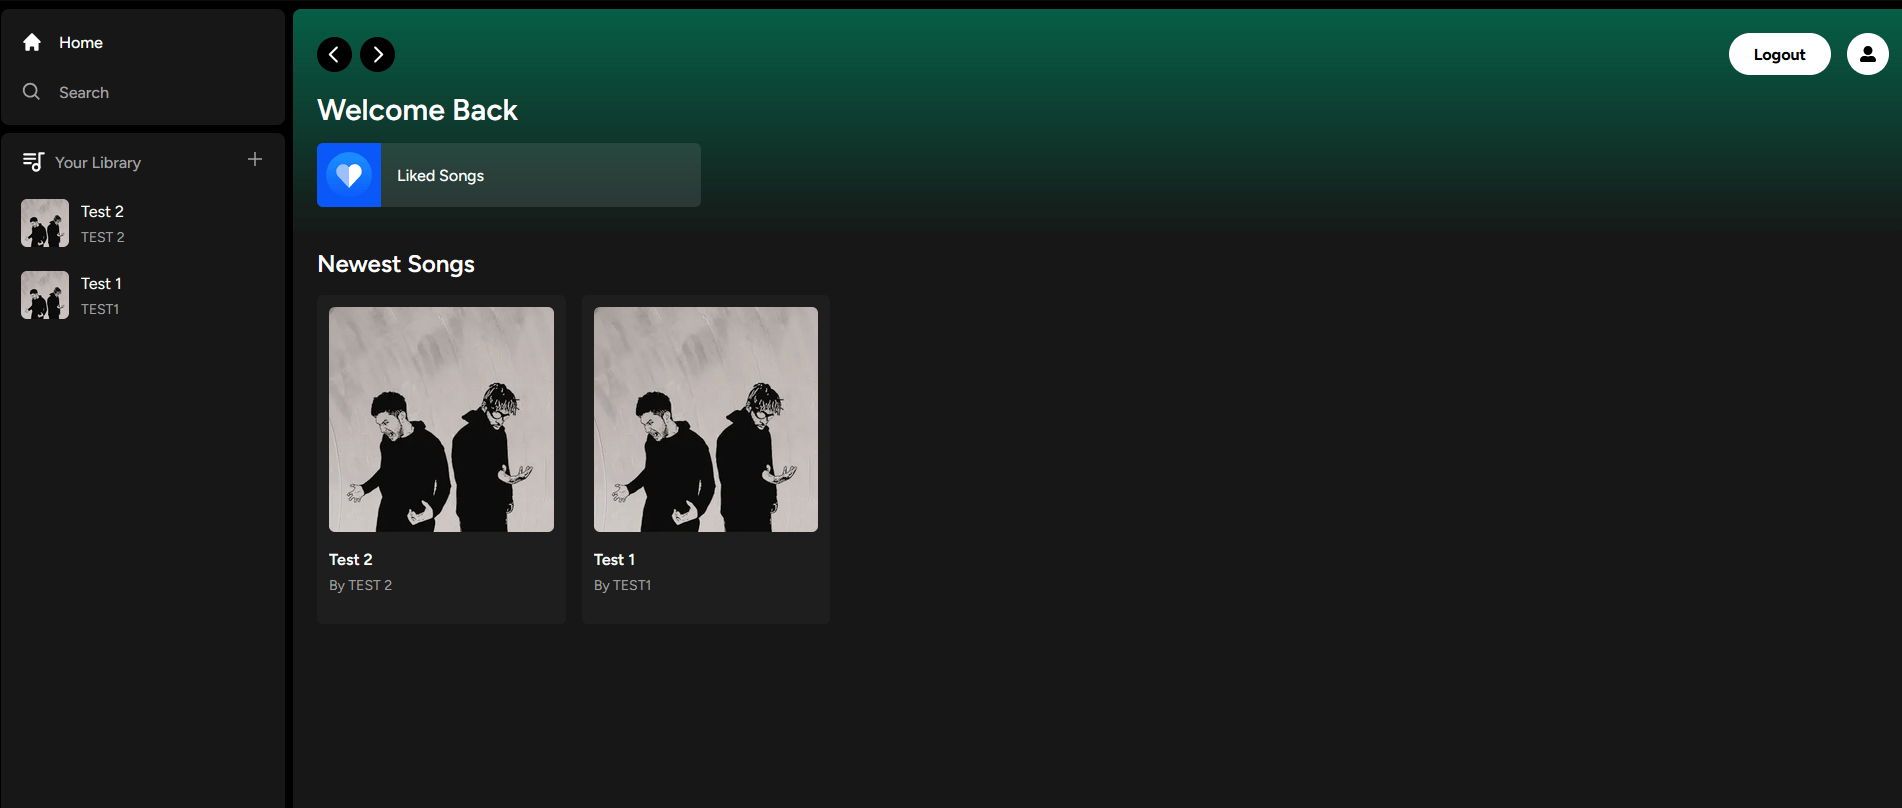 Home
Search
Your Library
Test 2
TEST 2
Test 1
TEST1
Logout
Welcome Back
Liked Songs
Newest Songs
Test 2
By TEST 2
Test 1
By TEST1